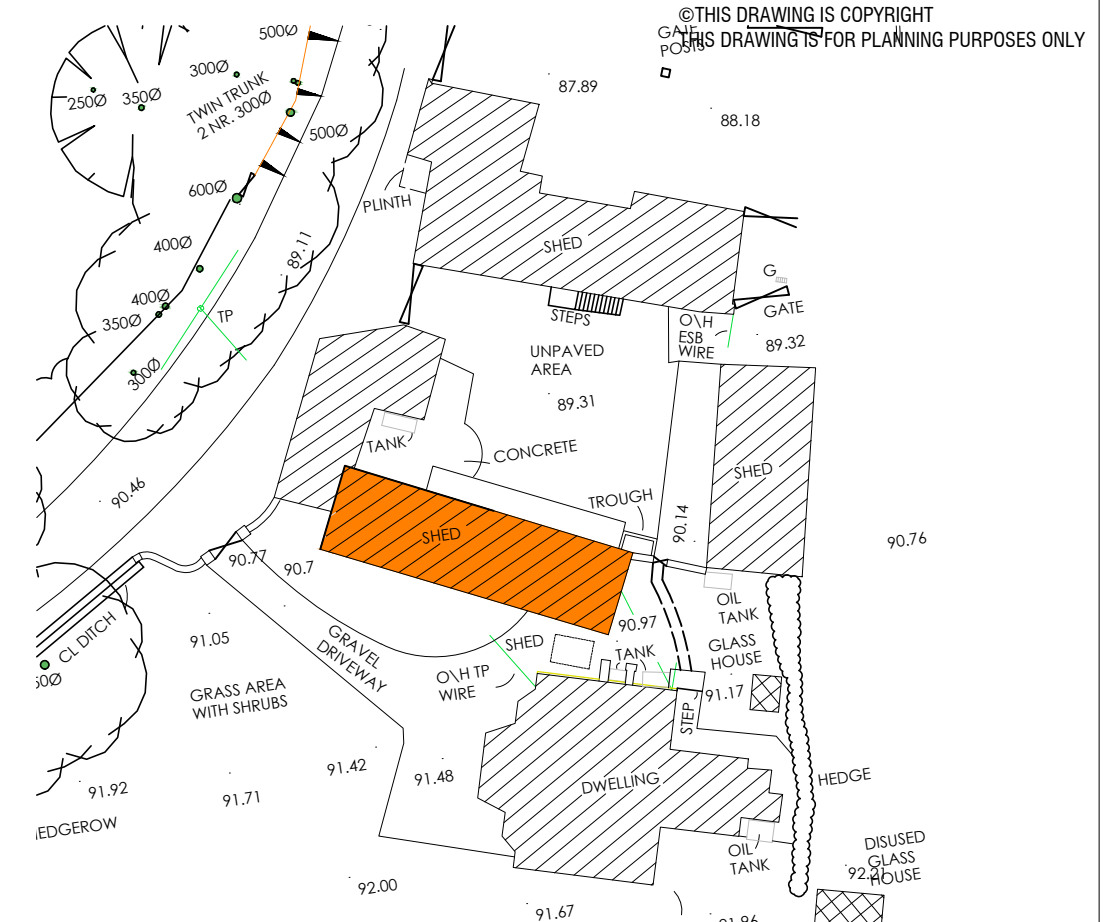 ©THIS DRAWING IS COPYRIGHT
THIS DRAWING IS FOR PLANNING PURPOSES ONLY
GATE
POSTS
500Ø
300Ø
250Ø
350Ø
TWIN TRUNK
2 NR. 300Ø
500Ø
87.89
88.18
600Ø
PLINTH
400Ø
89.11
SHED
G
400Ø
350Ø
TP
STEPS
O\H
ESB
WIRE
GATE
89.32
300Ø
UNPAVED
AREA
89.31
TANK
CONCRETE
SHED
90.46
TROUGH
90.14
SHED
90.76
90.77
90.7
OIL
TANK
CL DITCH
91.05
GRAVEL
DRIVEWAY
SHED
90.97
TANK
GLASS
HOUSE
50Ø
GRASS AREA
WITH SHRUBS
O\H TP
WIRE
91.17
STEP
91.42
91.48
DWELLING
HEDGE
91.92
91.71
EDGEROW
OIL
TANK
DISUSED
GLASS
HOUSE
92.21
92.00
91.67
91.96